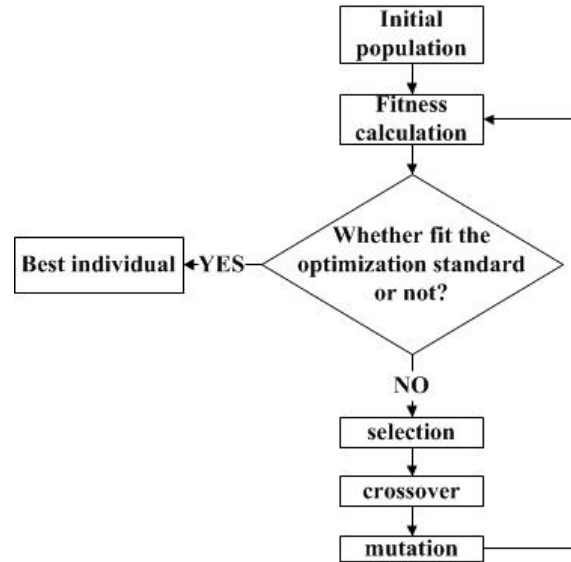 Initial
population
Fitness
calculation
Whether fit the
optimization standard
or not?
YES
Best individual
NO
selection
crossover
mutation